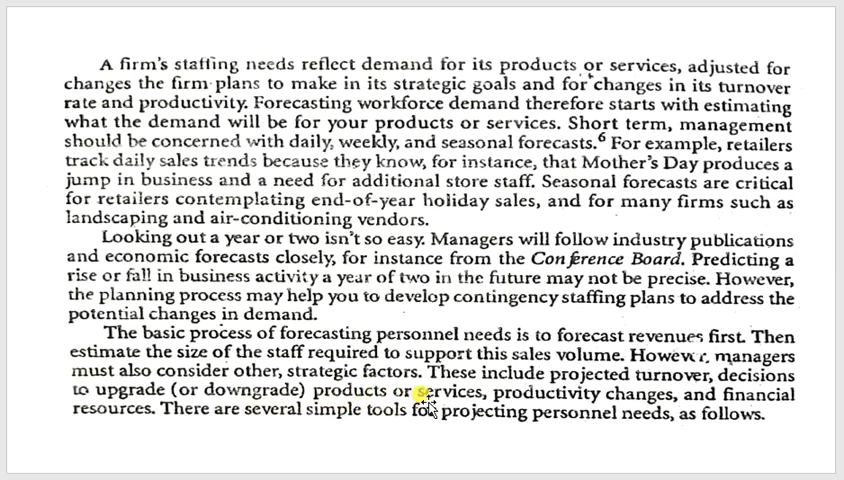 A firm's staffing needs reflect demand for its products or services, adjusted for
changes the firm plans to make in its strategic goals and for changes in its turnover
rate and productivity. Forecasting workforce demand therefore starts with estimating
what the demand will be for your products or services. Short term, management
should be concerned with daily, weekly, and seasonal forecasts.⁶ For example, retailers
track daily sales trends because they know, for instance, that Mother's Day produces a
jump in business and a need for additional store staff. Seasonal forecasts are critical
for retailers contemplating end-of-year holiday sales, and for many firms such as
landscaping and air-conditioning vendors.
Looking out a year or two isn't so easy. Managers will follow industry publications
and economic forecasts closely, for instance from the Conference Board. Predicting a
rise or fall in business activity a year of two in the future may not be precise. However,
the planning process may help you to develop contingency staffing plans to address the
potential changes in demand.
The basic process of forecasting personnel needs is to forecast revenues first. Then
estimate the size of the staff required to support this sales volume. However, managers
must also consider other, strategic factors. These include projected turnover, decisions
to upgrade (or downgrade) products or services, productivity changes, and financial
resources. There are several simple tools for projecting personnel needs, as follows.